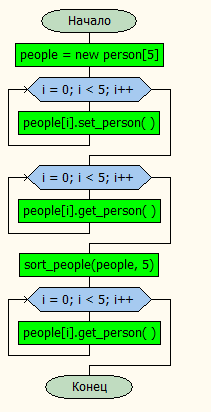 Начало
people = new person[5]
i = 0; i < 5; i++
people[i].set_person( )
i = 0; i < 5; i++
people[i].get_person( )
sort_people(people, 5)
i = 0; i < 5; i++
people[i].get_person( )
Конец